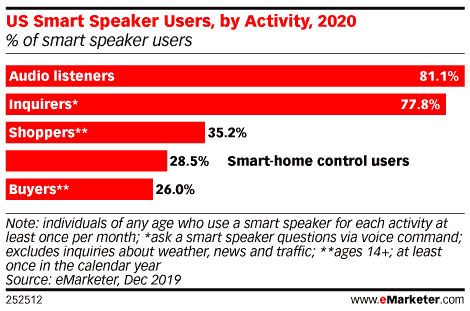 US Smart Speaker Users, by Activity, 2020
% of smart speaker users
Audio listeners 81.1%
Inquirers* 77.8%
Shoppers** 35.2%
28.5% Smart-home control users
Buyers** 26.0%
Note: individuals of any age who use a smart speaker for each activity at
least once per month; *ask a smart speaker questions via voice command;
excludes inquiries about weather, news and traffic; **ages 14+; at least
once in the calendar year
Source: eMarketer, Dec 2019
252512 www.eMarketer.com